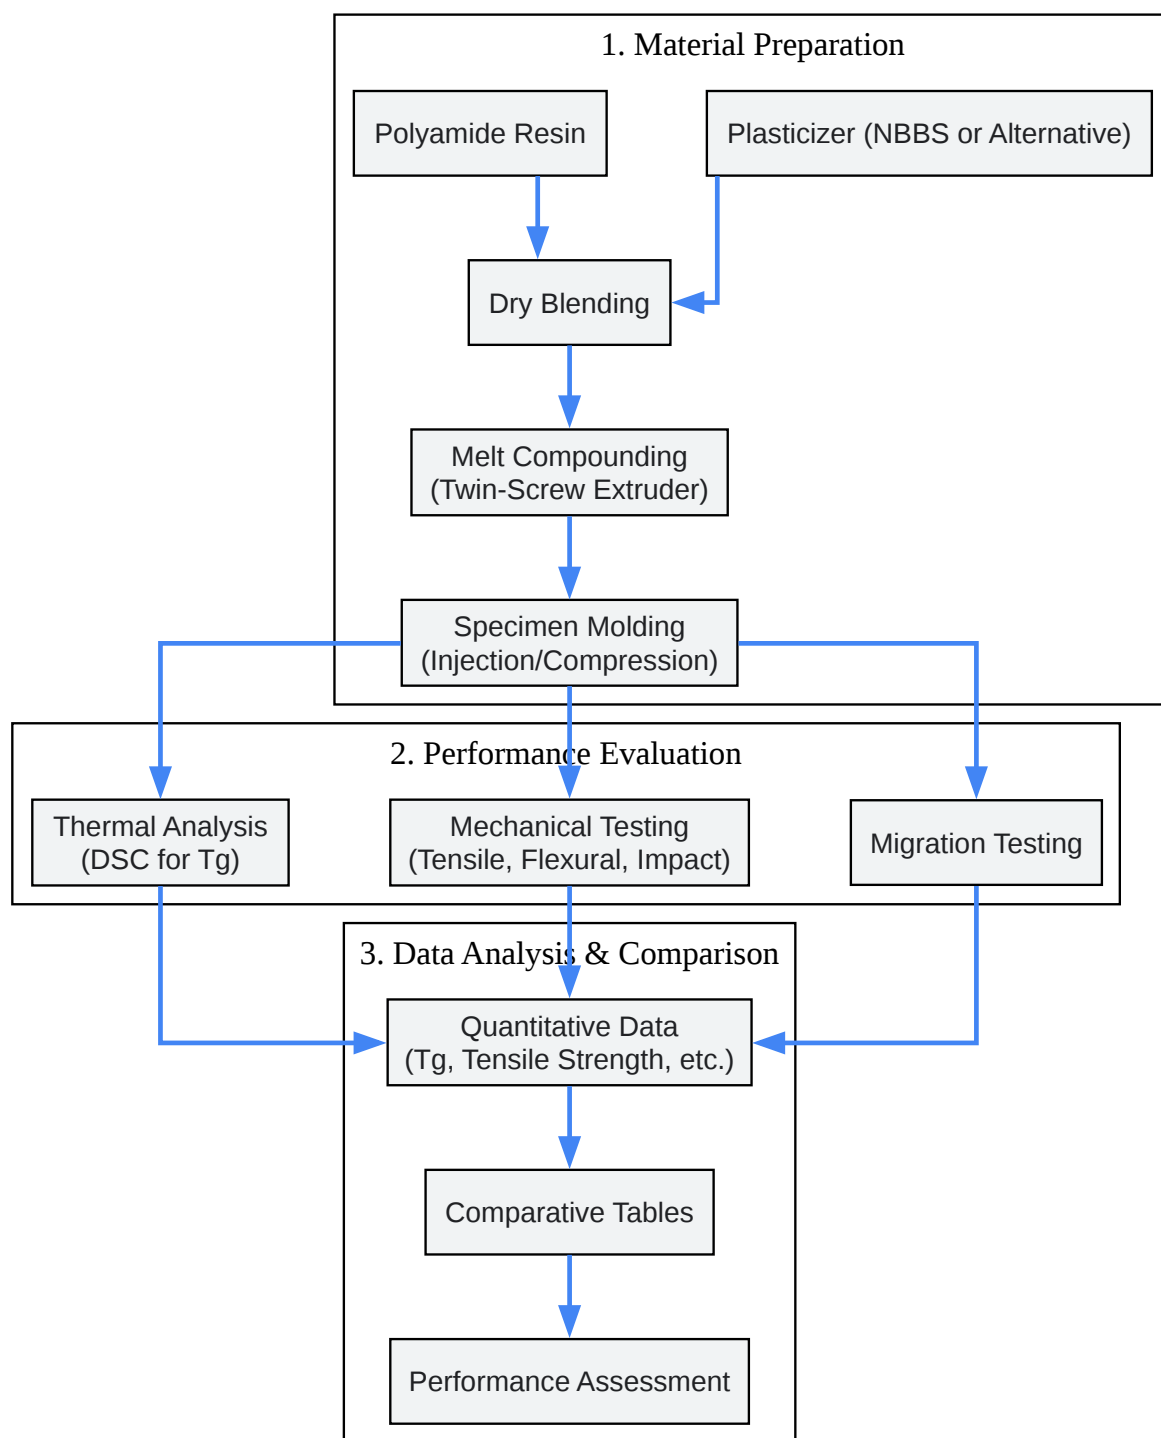 1. Material Preparation
Polyamide Resin
Plasticizer (NBBS or Alternative)
Dry Blending
Melt Compounding
(Twin-Screw Extruder)
Specimen Molding
(Injection/Compression)
2. Performance Evaluation
Thermal Analysis
(DSC for Tg)
Mechanical Testing
(Tensile, Flexural, Impact)
Migration Testing
3. Data Analysis & Comparison
Quantitative Data
(Tg, Tensile Strength, etc.)
Comparative Tables
Performance Assessment